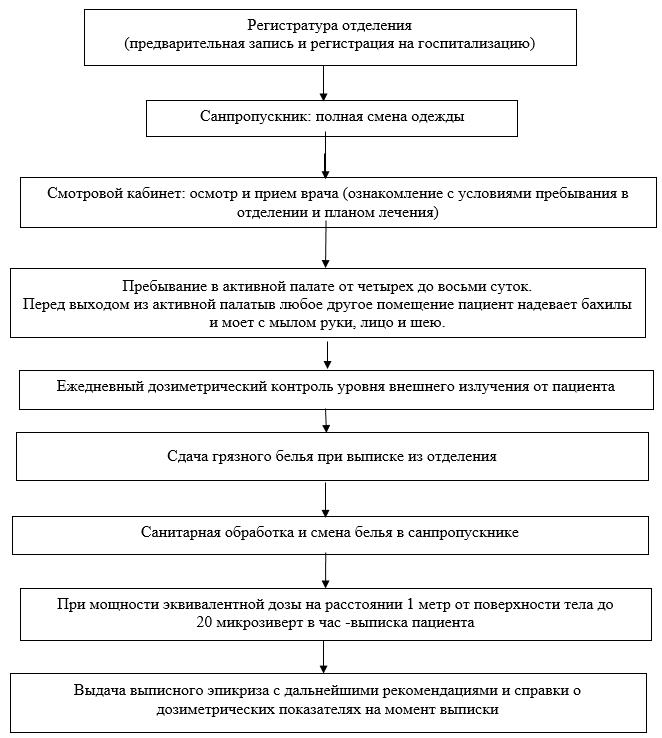 Регистратура отделения
(предварительная запись и регистрация на госпитализацию)
Санпропускник: полная смена одежды
Смотровой кабинет: осмотр и прием врача (ознакомление с условиями пребывания в
отделении и планом лечения)
Пребывание в активной палате от четырех до восьми суток.
Перед выходом из активной палатыв любое другое помещение пациент надевает бахилы
и моет с мылом руки, лицо и шею.
Ежедневный дозиметрический контроль уровня внешнего излучения от пациента
Сдача грязного белья при выписке из отделения
Санитарная обработка и смена белья в санпропускнике
При мощности эквивалентной дозы на расстоянии 1 метр от поверхности тела до
20 микрозиверт в час -выписка пациента
Выдача выписного эпикриза с дальнейшими рекомендациями и справки о
дозиметрических показателях на момент выписки